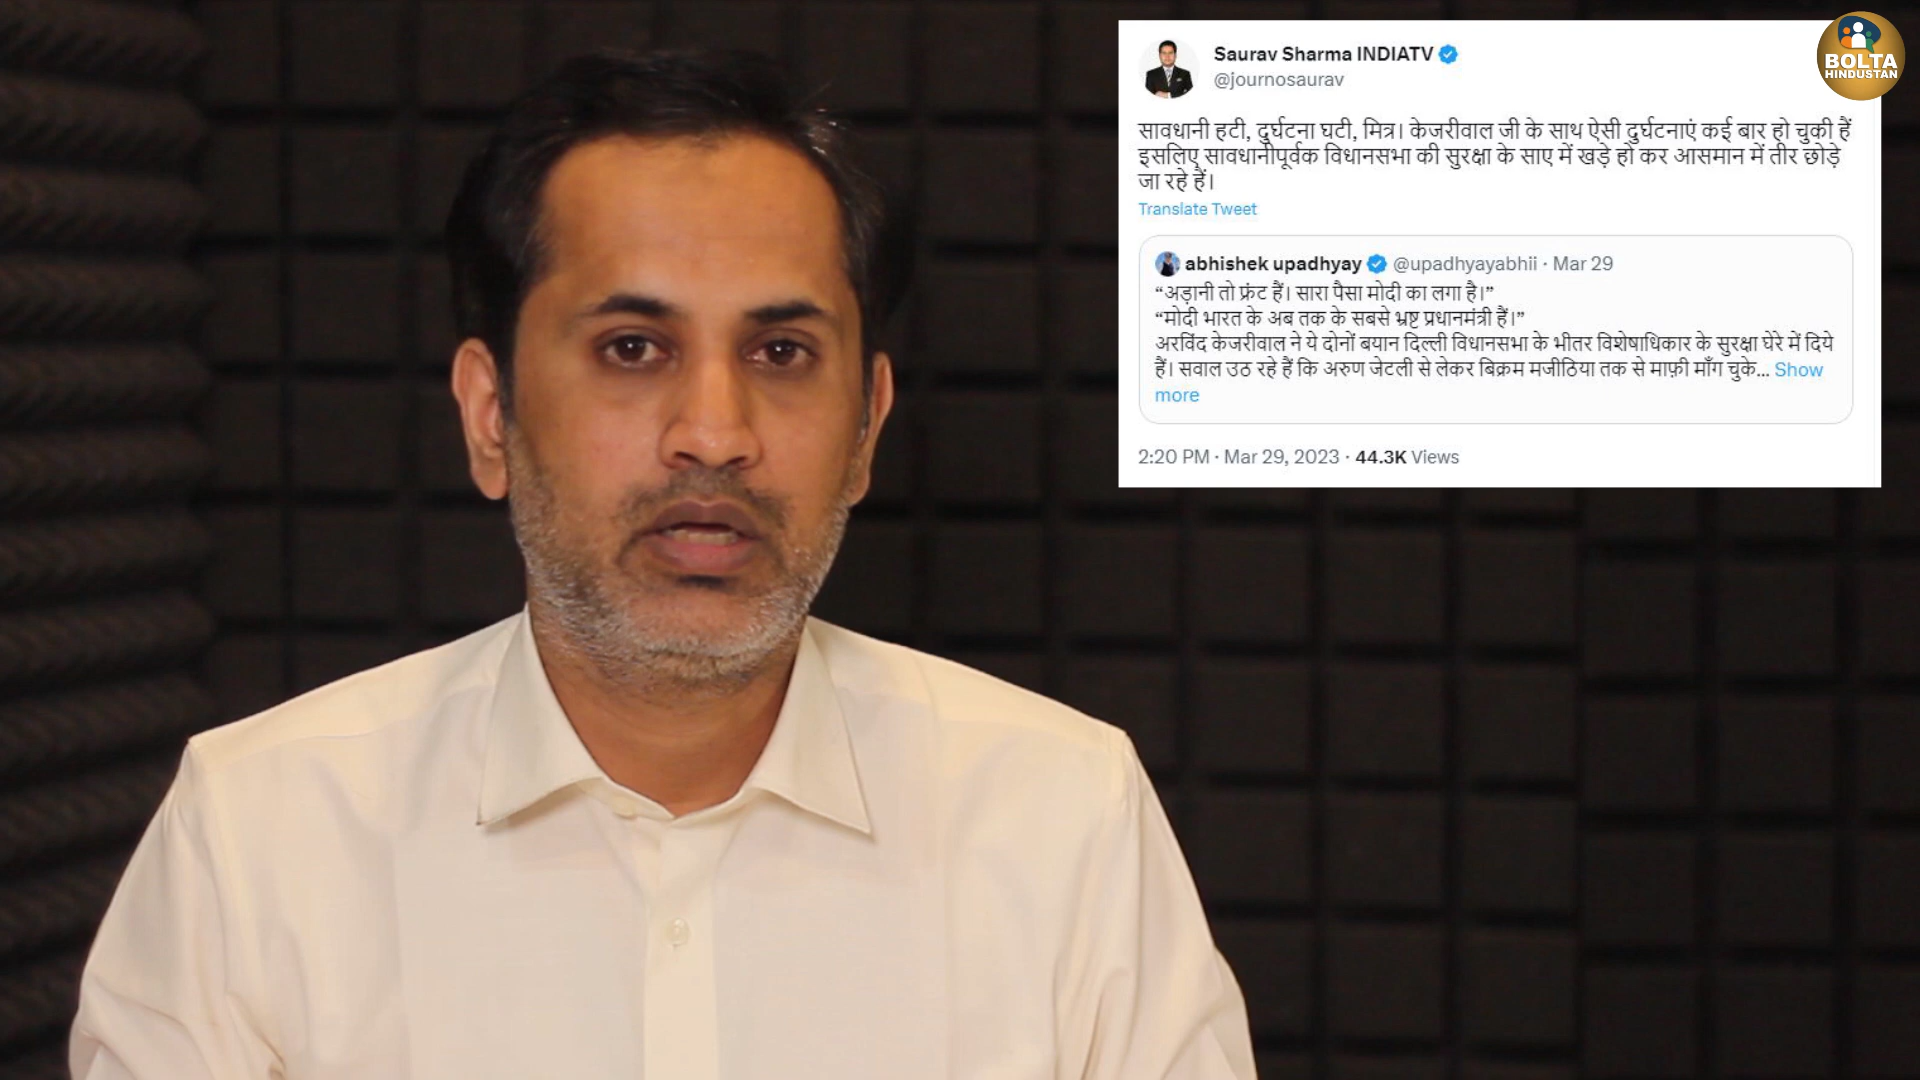 BOLTA
HINDUSTAN
Saurav Sharma INDIATV
@journosaurav
सावधानी हटी, दुर्घटना घटी, मित्र। केजरीवाल जी के साथ ऐसी दुर्घटनाएं कई बार हो चुकी हैं
इसलिए सावधानीपूर्वक विधानसभा की सुरक्षा के साए में खड़े हो कर आसमान में तीर छोड़े
जा रहे हैं।
Translate Tweet
abhishek upadhyay @upadhyayabhii · Mar 29
“अड़ानी तो फ्रंट हैं। सारा पैसा मोदी का लगा है।”
“मोदी भारत के अब तक के सबसे भ्रष्ट प्रधानमंत्री हैं।”
अरविंद केजरीवाल ने ये दोनों बयान दिल्ली विधानसभा के भीतर विशेषाधिकार के सुरक्षा घेरे में दिये
हैं। सवाल उठ रहे हैं कि अरुण जेटली से लेकर बिक्रम मजीठिया तक से माफ़ी माँग चुके... Show
more
2:20 PM · Mar 29, 2023 · 44.3K Views